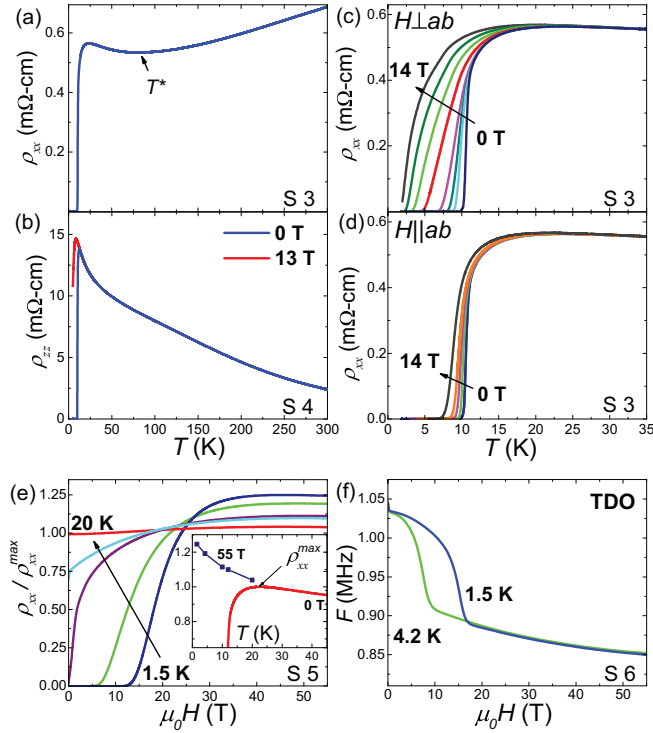 (a)
0.6
0.4
0.2
ρxx (mΩ-cm)
T*
S 3
(b)
15
10
5
0
ρzz (mΩ-cm)
0 T
13 T
S 4
0 50 100 150 200 250 300
T (K)
(c)
H⊥ab
0.6
0.4
0.2
ρxx (mΩ-cm)
14 T
0 T
S 3
(d)
H||ab
0.6
0.4
0.2
0.0
ρxx (mΩ-cm)
14 T
0 T
S 3
0 5 10 15 20 25 30 35
T (K)
(e)
1.25
1.00
0.75
0.50
0.25
0.00
ρxx / ρxx^max
20 K
1.5 K
1.2
1.0
0.8
55 T
ρxx^max
0 T
T (K)
0 10 20 30 40
S 5
0 10 20 30 40 50
μ0H (T)
(f)
TDO
1.05
1.00
0.95
0.90
0.85
F (MHz)
1.5 K
4.2 K
S 6
0 10 20 30 40 50
μ0H (T)